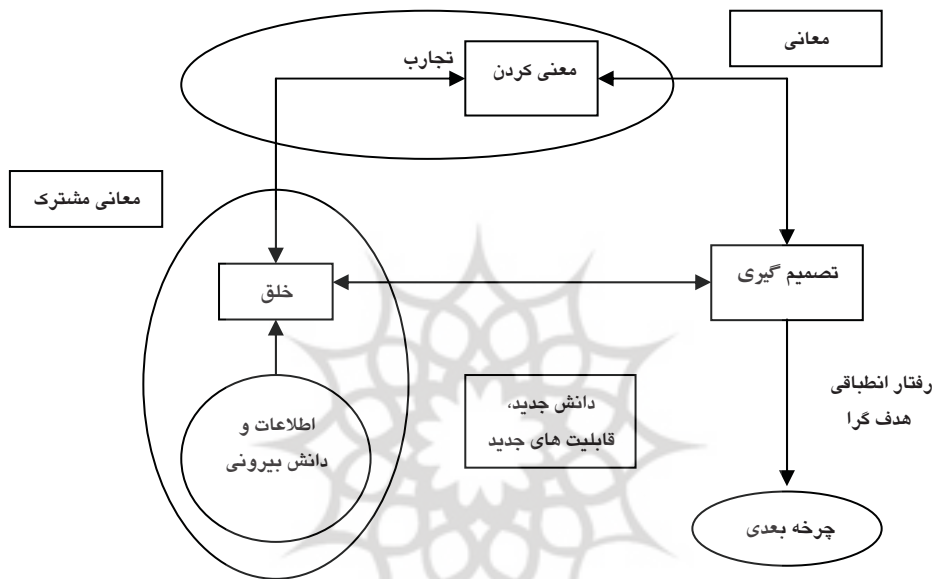 معانی
تجارب
معنی کردن
معانی مشترک
تصمیم گیری
خلق
رفتار انطباقی
هدف گرا
دانش جدید،
قابلیت های جدید
اطلاعات و
دانش بیرونی
چرخه بعدی